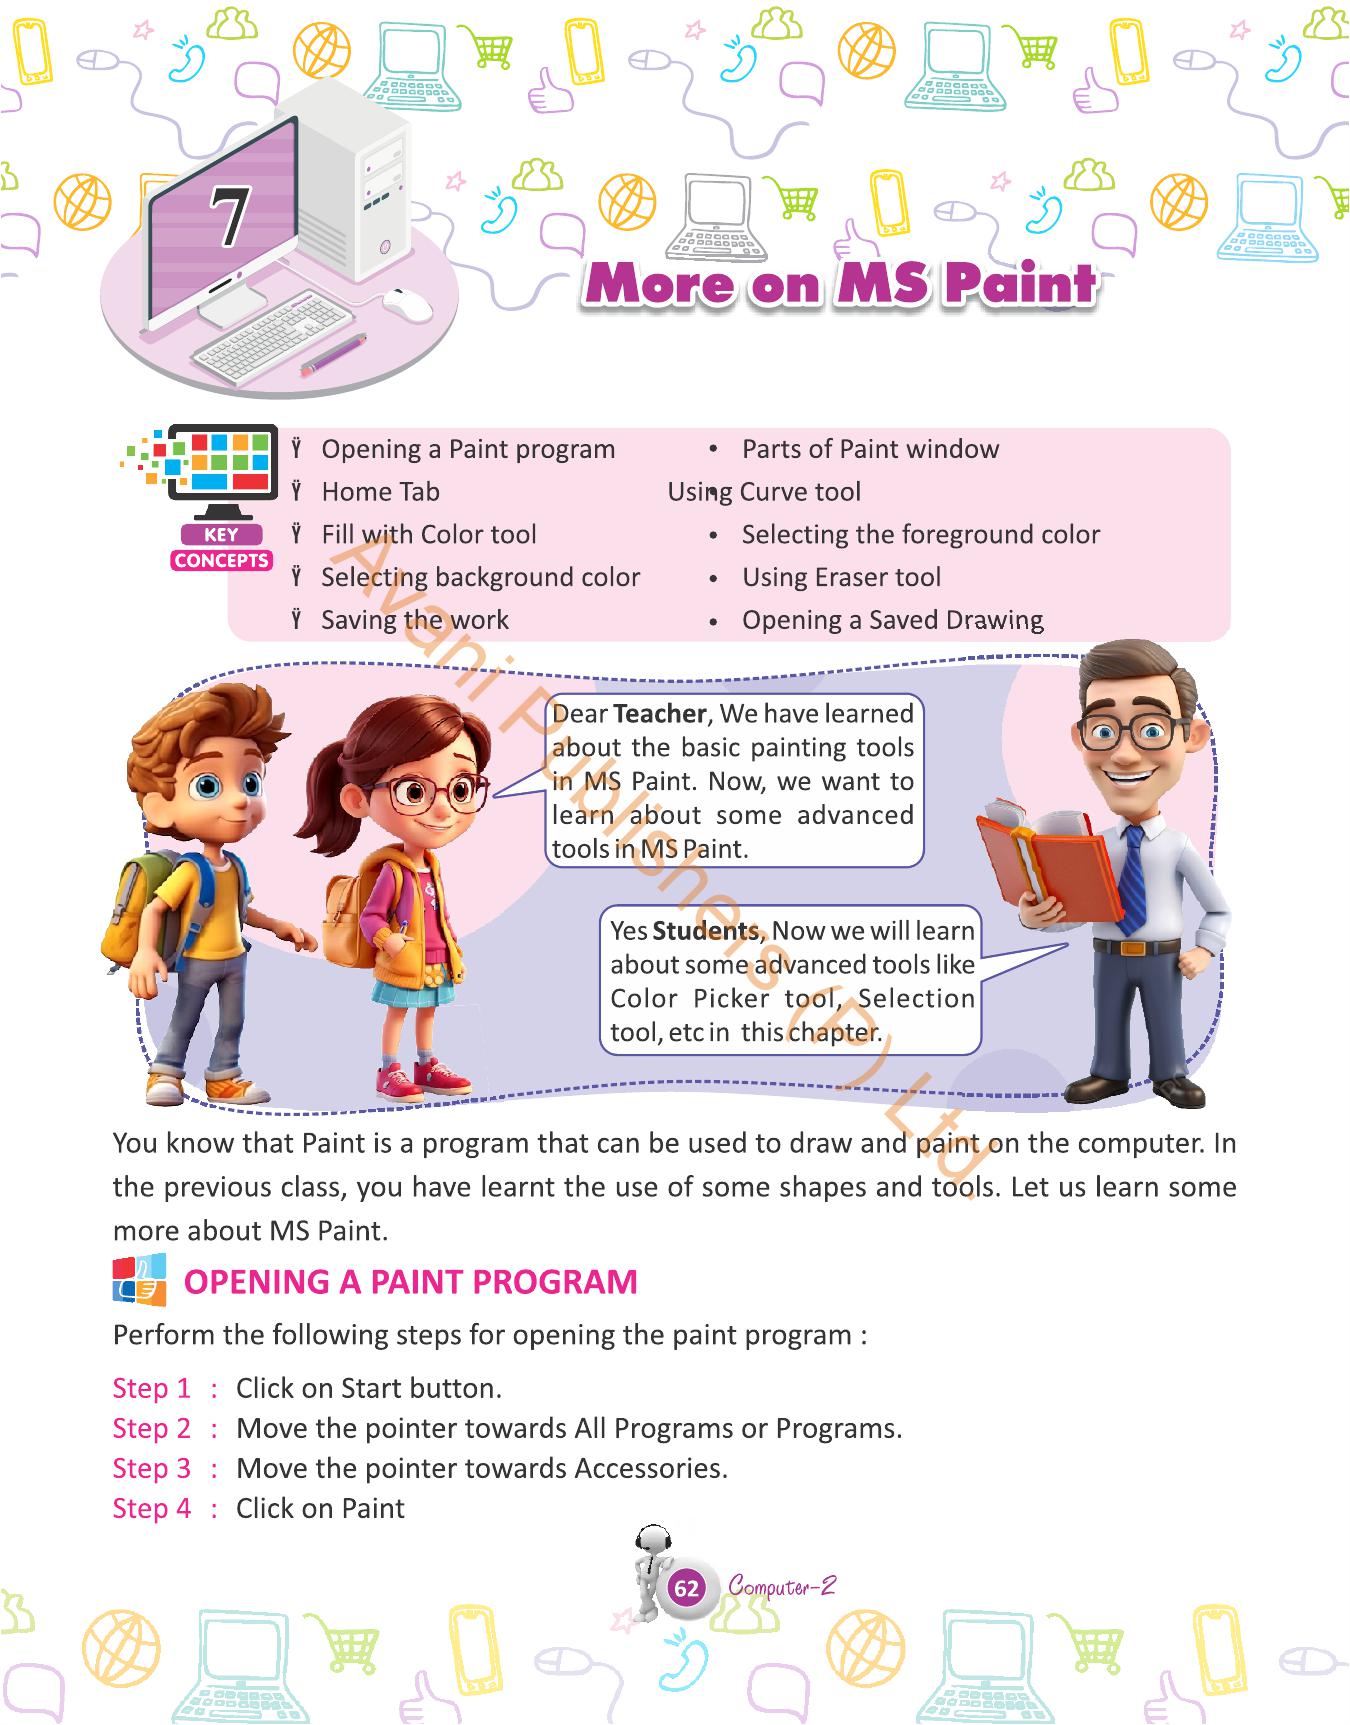 7
More on MS Paint
KEY
CONCEPTS
Ÿ Opening a Paint program
• Parts of Paint window
Ÿ Home Tab
• Using Curve tool
Ÿ Fill with Color tool
• Selecting the foreground color
Ÿ Selecting background color
• Using Eraser tool
Ÿ Saving the work
• Opening a Saved Drawing
Dear Teacher, We have learned
about the basic painting tools
in MS Paint. Now, we want to
learn about some advanced
tools in MS Paint.
Yes Students, Now we will learn
about some advanced tools like
Color Picker tool, Selection
tool, etc in this chapter.
Avani Publishers (P) Ltd.
You know that Paint is a program that can be used to draw and paint on the computer. In
the previous class, you have learnt the use of some shapes and tools. Let us learn some
more about MS Paint.
OPENING A PAINT PROGRAM
Perform the following steps for opening the paint program :
Step 1 : Click on Start button.
Step 2 : Move the pointer towards All Programs or Programs.
Step 3 : Move the pointer towards Accessories.
Step 4 : Click on Paint
62 Computer-2